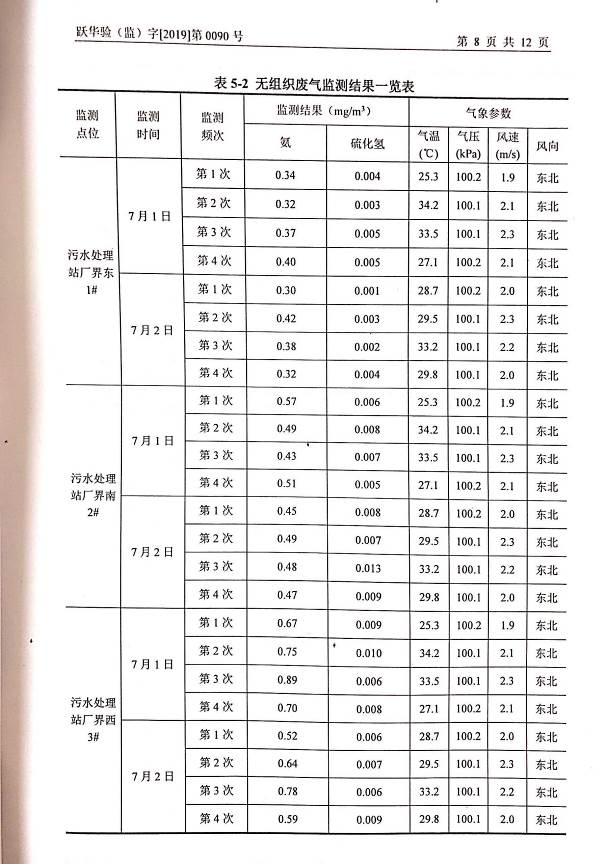 跃华验（监）字[2019]第 0090 号
第 8 页 共 12 页
表 5-2 无组织废气监测结果一览表
监测点位 监测时间 监测频次 监测结果（mg/m³） 气象参数
氨 硫化氢 气温(℃) 气压(kPa) 风速(m/s) 风向
污水处理站厂界东1# 7月1日 第1次 0.34 0.004 25.3 100.2 1.9 东北
第2次 0.32 0.003 34.2 100.1 2.1 东北
第3次 0.37 0.005 33.5 100.1 2.3 东北
第4次 0.40 0.005 27.1 100.2 2.1 东北
7月2日 第1次 0.30 0.001 28.7 100.2 2.0 东北
第2次 0.42 0.003 29.5 100.1 2.3 东北
第3次 0.38 0.002 33.2 100.1 2.2 东北
第4次 0.32 0.004 29.8 100.1 2.0 东北
污水处理站厂界南2# 7月1日 第1次 0.57 0.006 25.3 100.2 1.9 东北
第2次 0.49 0.008 34.2 100.1 2.1 东北
第3次 0.43 0.007 33.5 100.1 2.3 东北
第4次 0.51 0.005 27.1 100.2 2.1 东北
7月2日 第1次 0.45 0.008 28.7 100.2 2.0 东北
第2次 0.49 0.007 29.5 100.1 2.3 东北
第3次 0.48 0.013 33.2 100.1 2.2 东北
第4次 0.47 0.009 29.8 100.1 2.0 东北
污水处理站厂界西3# 7月1日 第1次 0.67 0.009 25.3 100.2 1.9 东北
第2次 0.75 0.010 34.2 100.1 2.1 东北
第3次 0.89 0.006 33.5 100.1 2.3 东北
第4次 0.70 0.008 27.1 100.2 2.1 东北
7月2日 第1次 0.52 0.006 28.7 100.2 2.0 东北
第2次 0.64 0.007 29.5 100.1 2.3 东北
第3次 0.78 0.006 33.2 100.1 2.2 东北
第4次 0.59 0.009 29.8 100.1 2.0 东北